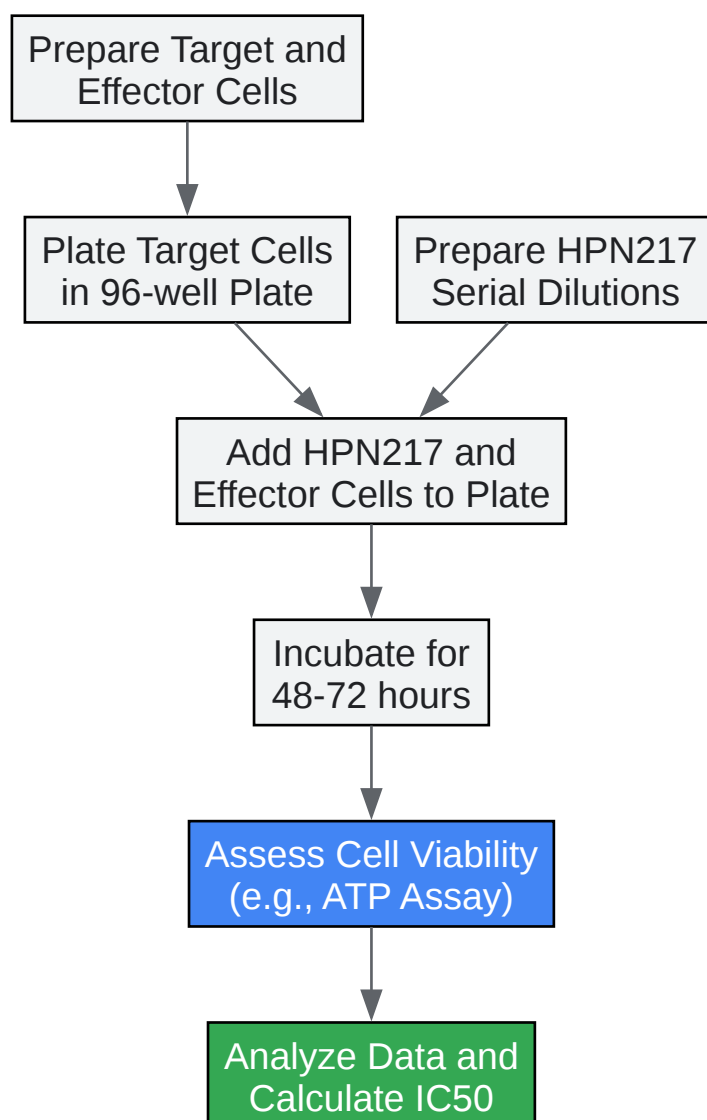 Prepare Target and
Effector Cells
Plate Target Cells
in 96-well Plate
Prepare HPN217
Serial Dilutions
Add HPN217 and
Effector Cells to Plate
Incubate for
48-72 hours
Assess Cell Viability
(e.g., ATP Assay)
Analyze Data and
Calculate IC50